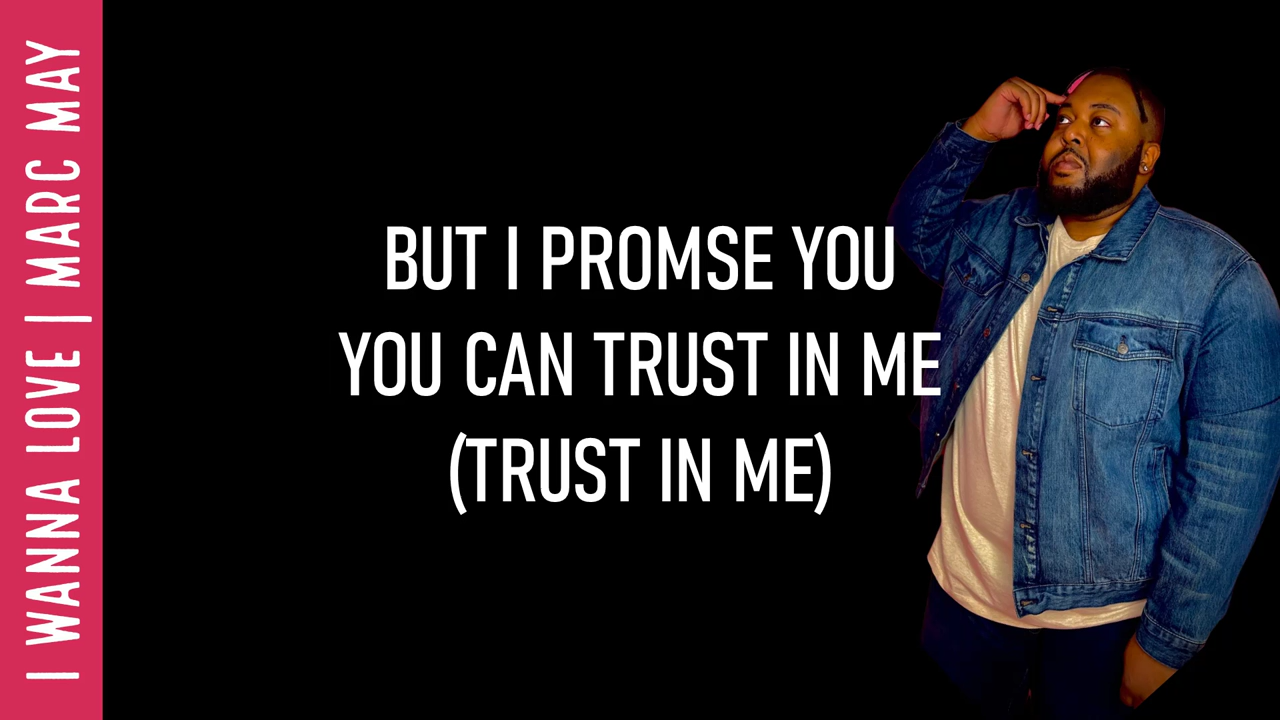 I WANNA LOVE | MARC MAY
BUT I PROMSE YOU
YOU CAN TRUST IN ME
(TRUST IN ME)